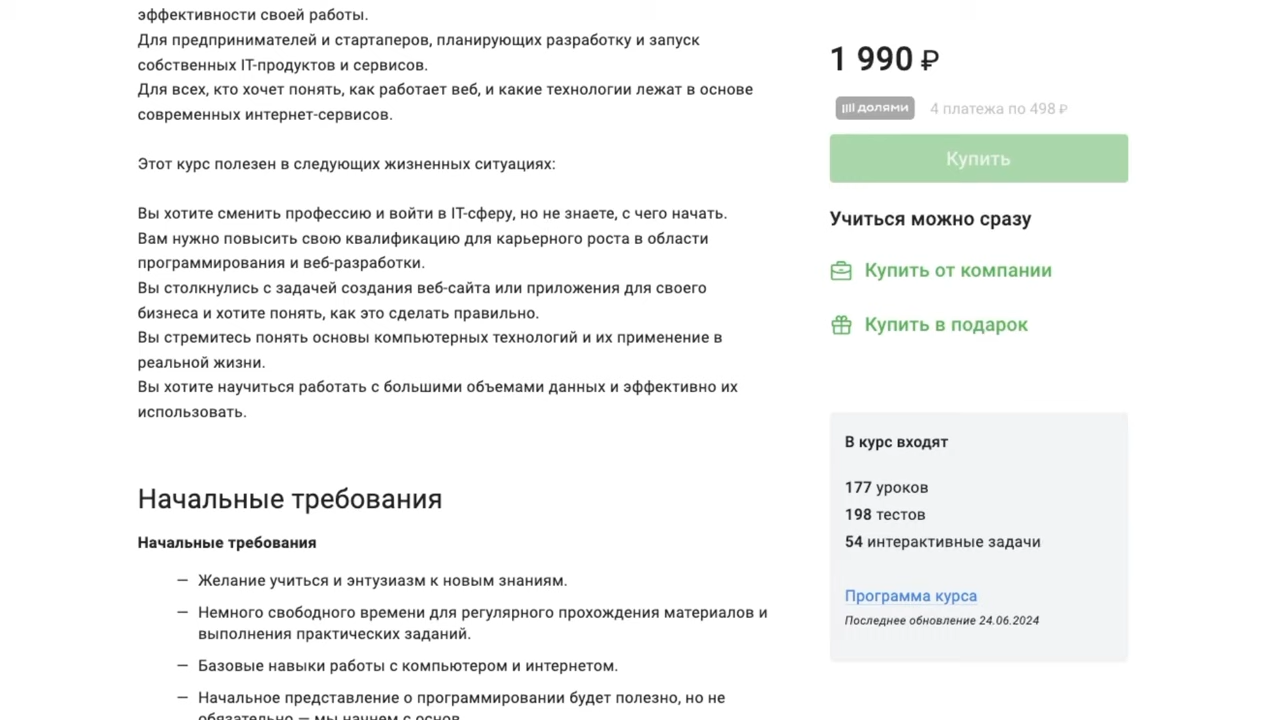 эффективности своей работы.
Для предпринимателей и стартаперов, планирующих разработку и запуск
собственных IT-продуктов и сервисов.
Для всех, кто хочет понять, как работает веб, и какие технологии лежат в основе
современных интернет-сервисов.
Этот курс полезен в следующих жизненных ситуациях:
Вы хотите сменить профессию и войти в IT-сферу, но не знаете, с чего начать.
Вам нужно повысить свою квалификацию для карьерного роста в области
программирования и веб-разработки.
Вы столкнулись с задачей создания веб-сайта или приложения для своего
бизнеса и хотите понять, как это сделать правильно.
Вы стремитесь понять основы компьютерных технологий и их применение в
реальной жизни.
Вы хотите научиться работать с большими объемами данных и эффективно их
использовать.
Начальные требования
Начальные требования
— Желание учиться и энтузиазм к новым знаниям.
— Немного свободного времени для регулярного прохождения материалов и
выполнения практических заданий.
— Базовые навыки работы с компьютером и интернетом.
— Начальное представление о программировании будет полезно, но не
обязательно — мы начнем с основ.
1 990 ₽
долями 4 платежа по 498 ₽
Купить
Учиться можно сразу
Купить от компании
Купить в подарок
В курс входят
177 уроков
198 тестов
54 интерактивные задачи
Программа курса
Последнее обновление 24.06.2024